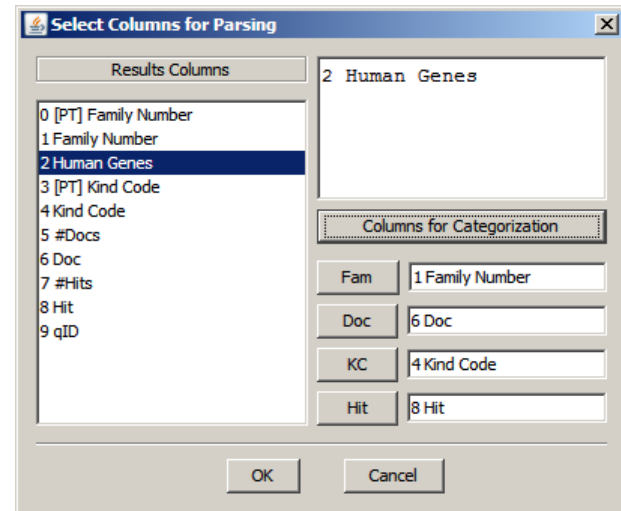 Select Columns for Parsing
Results Columns
0 [PT] Family Number
1 Family Number
2 Human Genes
3 [PT] Kind Code
4 Kind Code
5 #Docs
6 Doc
7 #Hits
8 Hit
9 qID
2 Human Genes
Columns for Categorization
Fam 1 Family Number
Doc 6 Doc
KC 4 Kind Code
Hit 8 Hit
OK Cancel